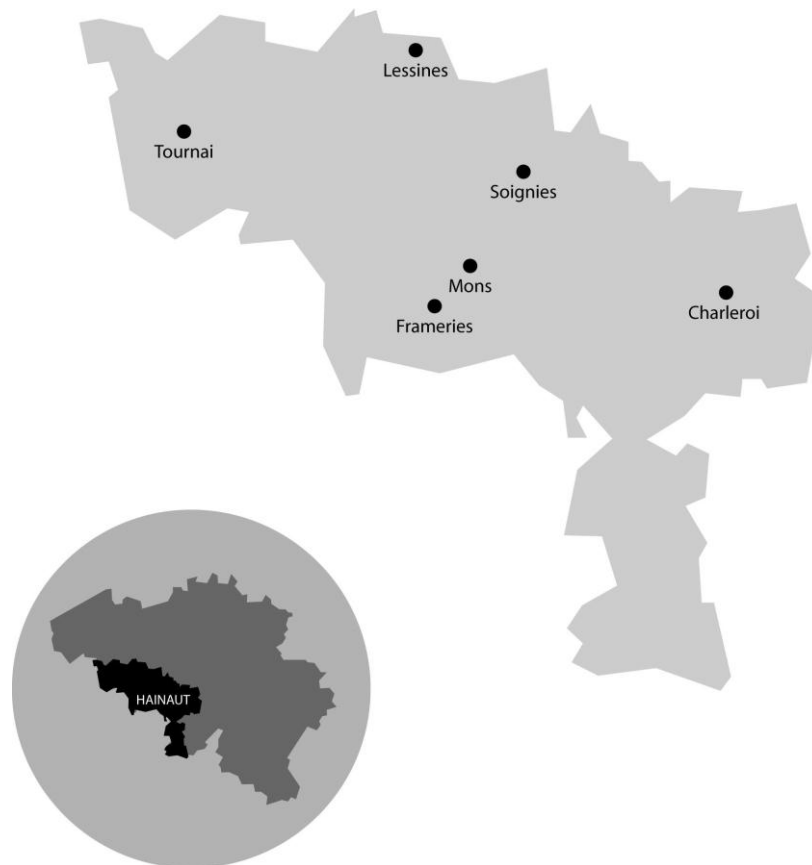 Lessines
Tournai
Soignies
Mons
Frameries
Charleroi
HAINAUT